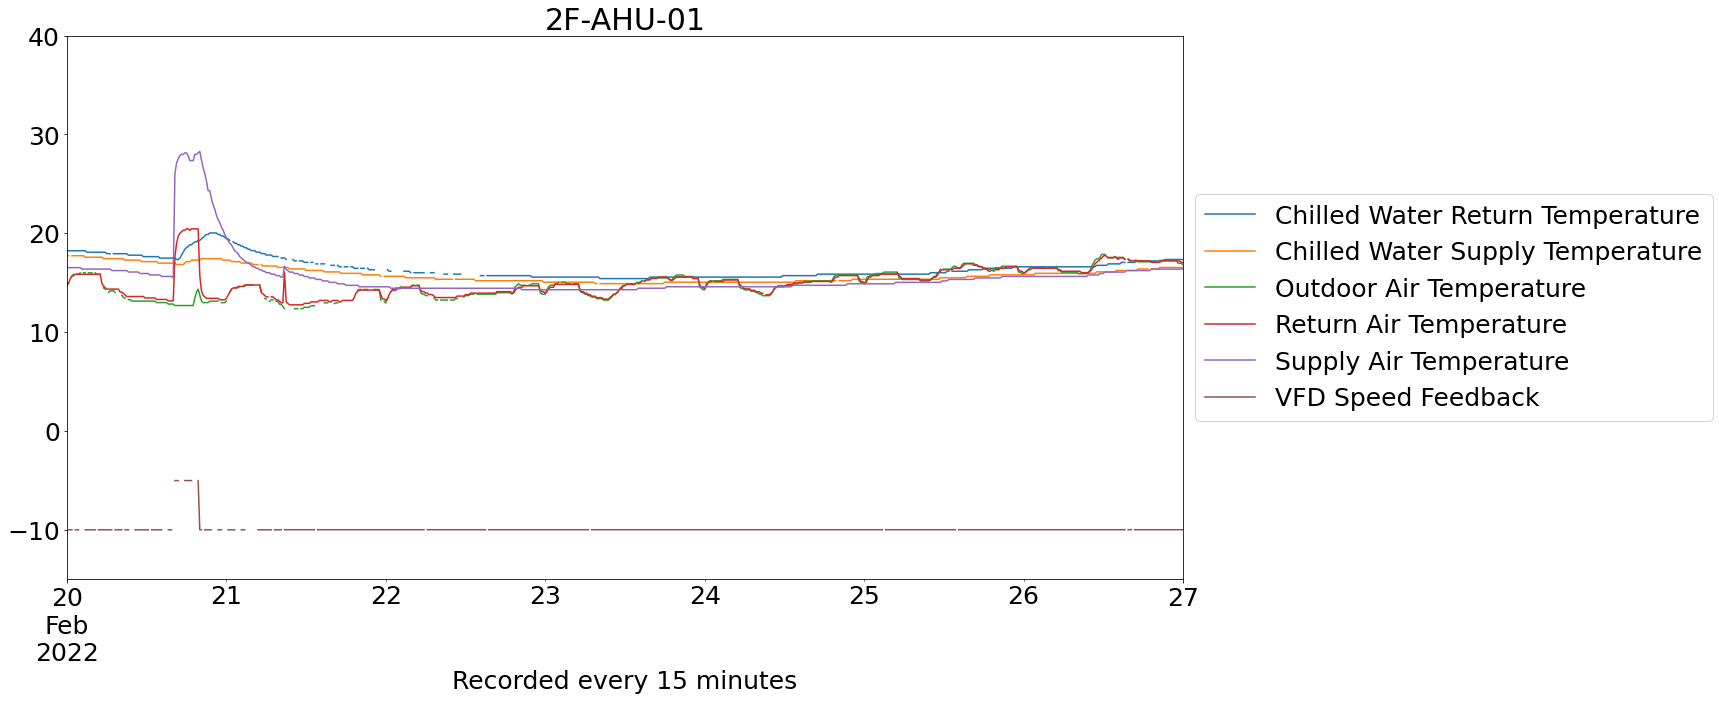 2F-AHU-01
40
30
20
10
0
−10
20
21
22
23
24
25
26
27
Feb
2022
Recorded every 15 minutes
Chilled Water Return Temperature
Chilled Water Supply Temperature
Outdoor Air Temperature
Return Air Temperature
Supply Air Temperature
VFD Speed Feedback